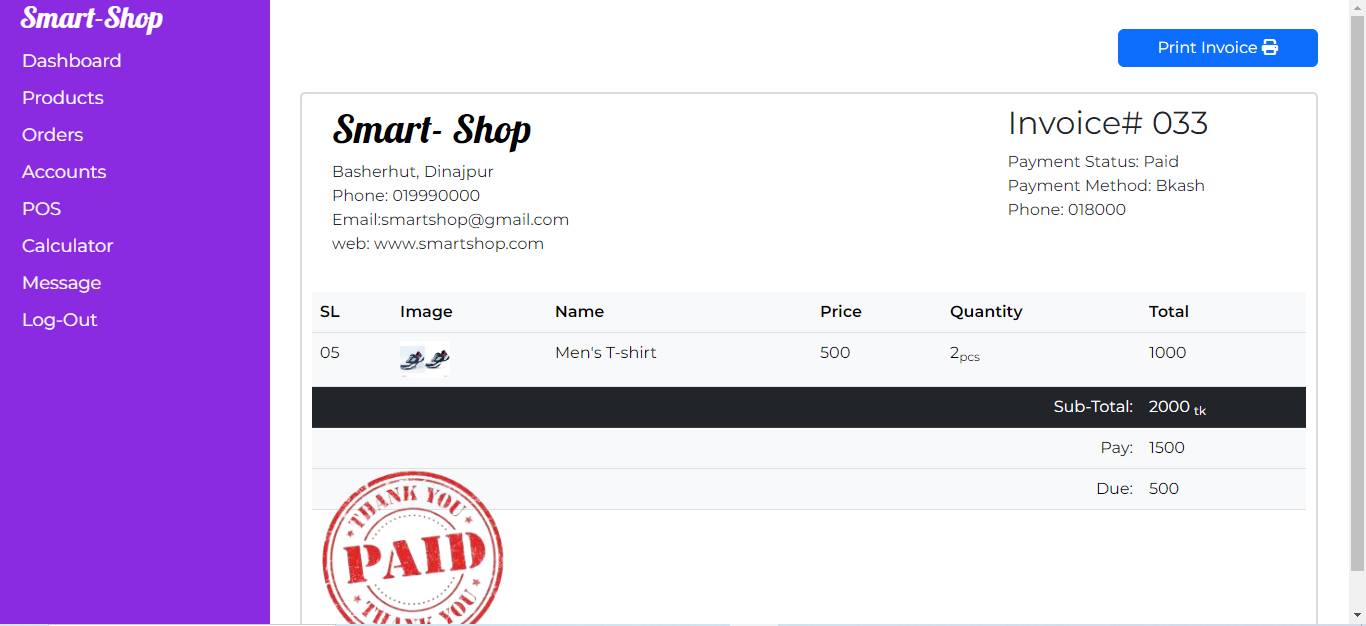 Smart-Shop
Dashboard
Products
Orders
Accounts
POS
Calculator
Message
Log-Out
Print Invoice
Smart- Shop
Basherhut, Dinajpur
Phone: 019990000
Email:smartshop@gmail.com
web: www.smartshop.com
Invoice# 033
Payment Status: Paid
Payment Method: Bkash
Phone: 018000
SL Image Name Price Quantity Total
05 Men's T-shirt 500 2pcs 1000
Sub-Total: 2000 tk
Pay: 1500
Due: 500
THANK YOU
PAID
THANK YOU